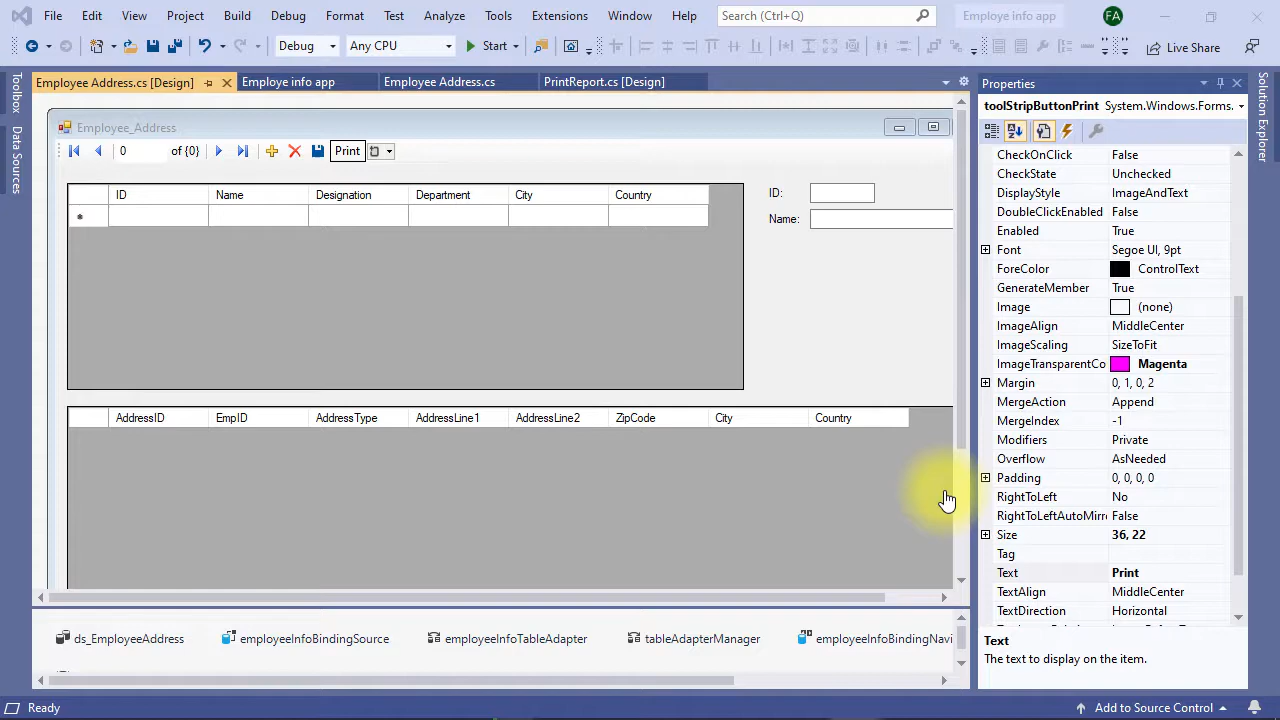 File Edit View Project Build Debug Format Test Analyze Tools Extensions Window Help Search (Ctrl+Q) Employe info app FA
Debug Any CPU Start Live Share
Employee Address.cs [Design] Employe info app Employee Address.cs PrintReport.cs [Design]
Toolbox
Data Sources
Employee_Address
0 of {0} Print
ID Name Designation Department City Country
*
ID:
Name:
AddressID EmpID AddressType AddressLine1 AddressLine2 ZipCode City Country
ds_EmployeeAddress employeeInfoBindingSource employeeInfoTableAdapter tableAdapterManager employeeInfoBindingNavi
Properties
toolStripButtonPrint System.Windows.Forms.
CheckOnClick False
CheckState Unchecked
DisplayStyle ImageAndText
DoubleClickEnabled False
Enabled True
Font Segoe UI, 9pt
ForeColor ControlText
GenerateMember True
Image (none)
ImageAlign MiddleCenter
ImageScaling SizeToFit
ImageTransparentCo Magenta
Margin 0, 1, 0, 2
MergeAction Append
MergeIndex -1
Modifiers Private
Overflow AsNeeded
Padding 0, 0, 0, 0
RightToLeft No
RightToLeftAutoMirr False
Size 36, 22
Tag
Text Print
TextAlign MiddleCenter
TextDirection Horizontal
Text
The text to display on the item.
Solution Explorer
Ready Add to Source Control